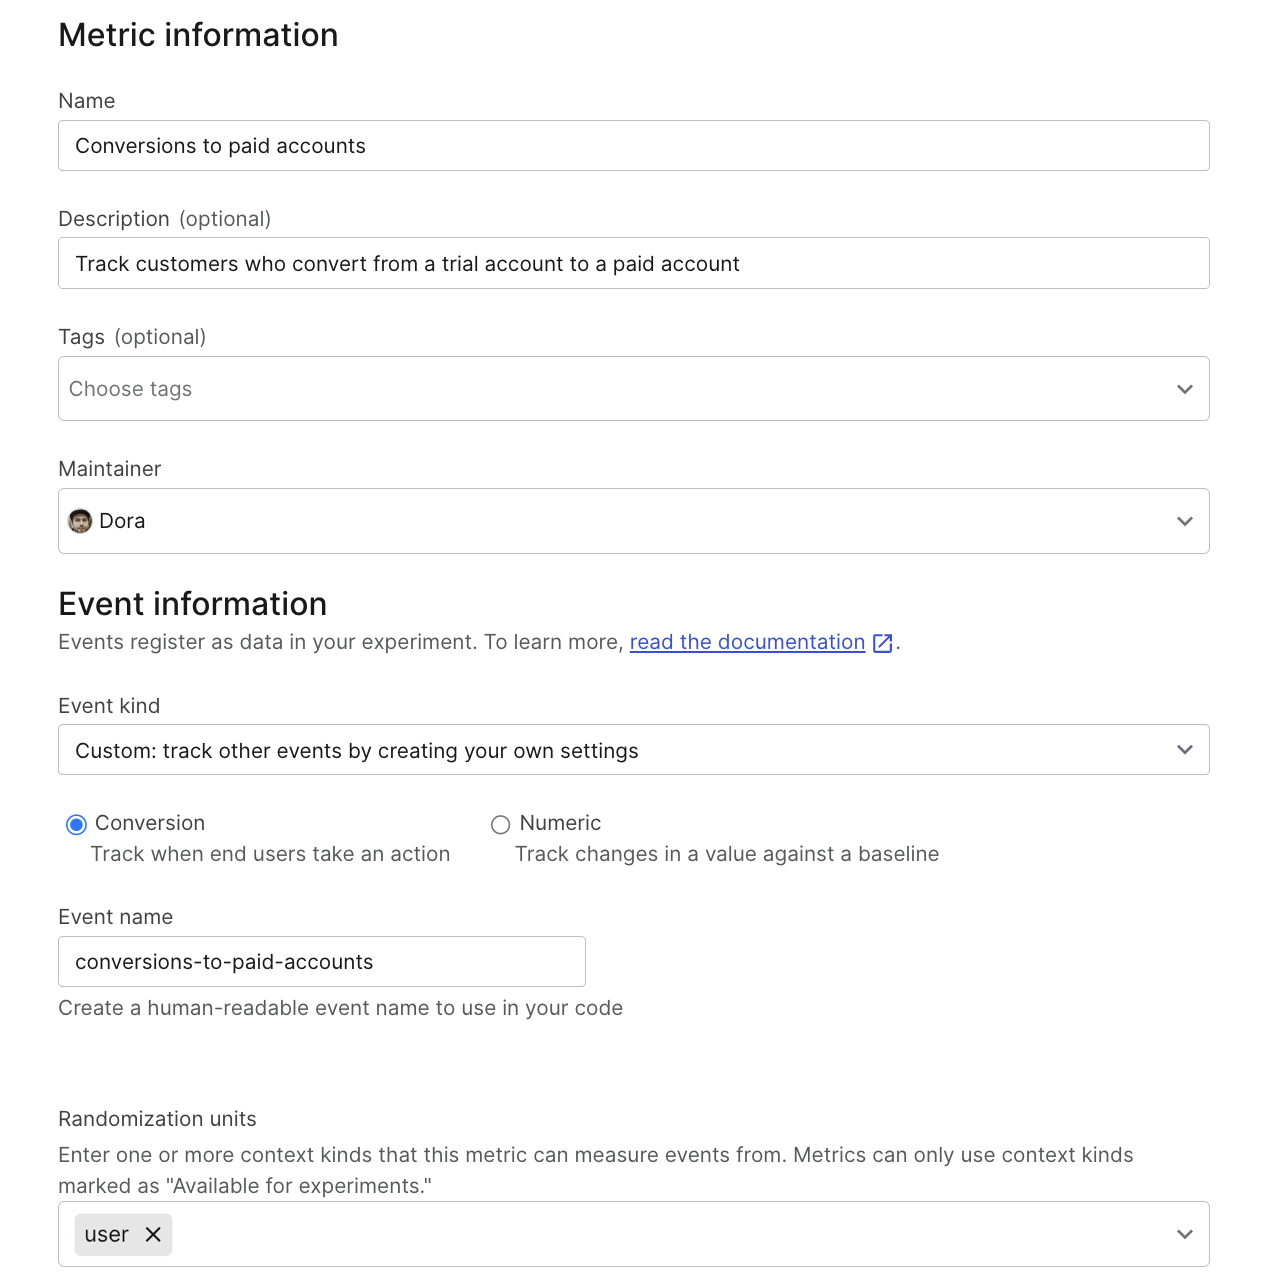 Metric information
Name
Conversions to paid accounts
Description (optional)
Track customers who convert from a trial account to a paid account
Tags (optional)
Choose tags
Maintainer
Dora
Event information
Events register as data in your experiment. To learn more, read the documentation.
Event kind
Custom: track other events by creating your own settings
Conversion
Track when end users take an action
Numeric
Track changes in a value against a baseline
Event name
conversions-to-paid-accounts
Create a human-readable event name to use in your code
Randomization units
Enter one or more context kinds that this metric can measure events from. Metrics can only use context kinds
marked as "Available for experiments."
user